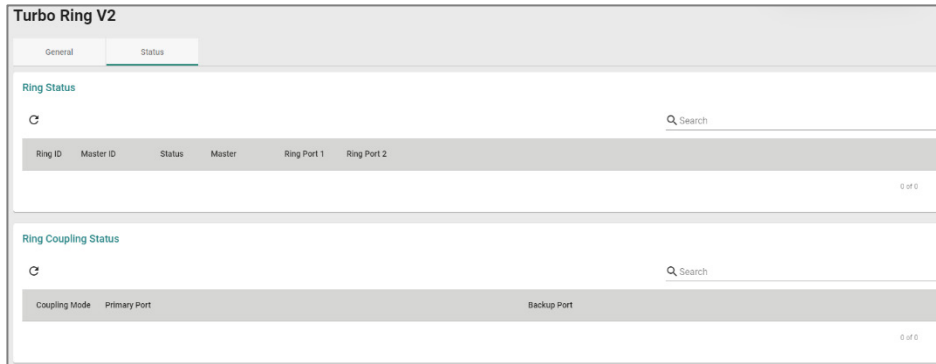 Turbo Ring V2
General Status
Ring Status
Search
Ring ID Master ID Status Master Ring Port 1 Ring Port 2
0 of 0
Ring Coupling Status
Search
Coupling Mode Primary Port Backup Port
0 of 0